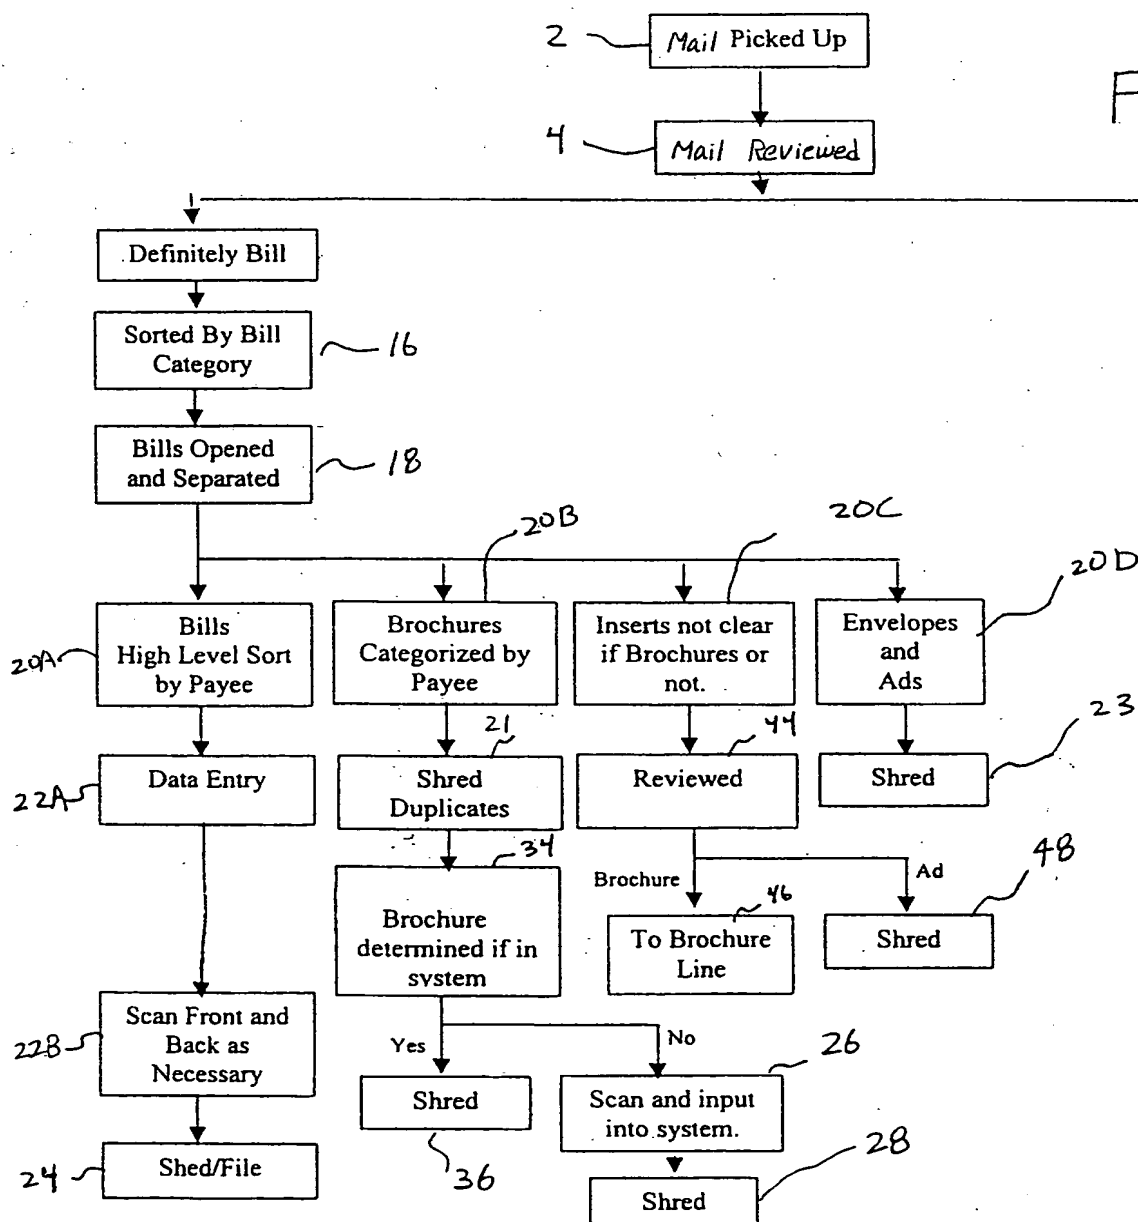 2
Mail Picked Up
F
4
Mail Reviewed
Definitely Bill
Sorted By Bill
Category
16
Bills Opened
and Separated
18
20B
20C
20D
20A
Bills
High Level Sort
by Payee
Brochures
Categorized by
Payee
Inserts not clear
if Brochures or
not.
Envelopes
and
Ads
21
44
23
22A
Data Entry
Shred
Duplicates
Reviewed
Shred
34
Brochure
Ad
48
Brochure
determined if in
system
46
To Brochure
Line
Shred
22B
Scan Front and
Back as
Necessary
Yes
No
26
Shred
36
Scan and input
into system.
24
Shed/File
28
Shred